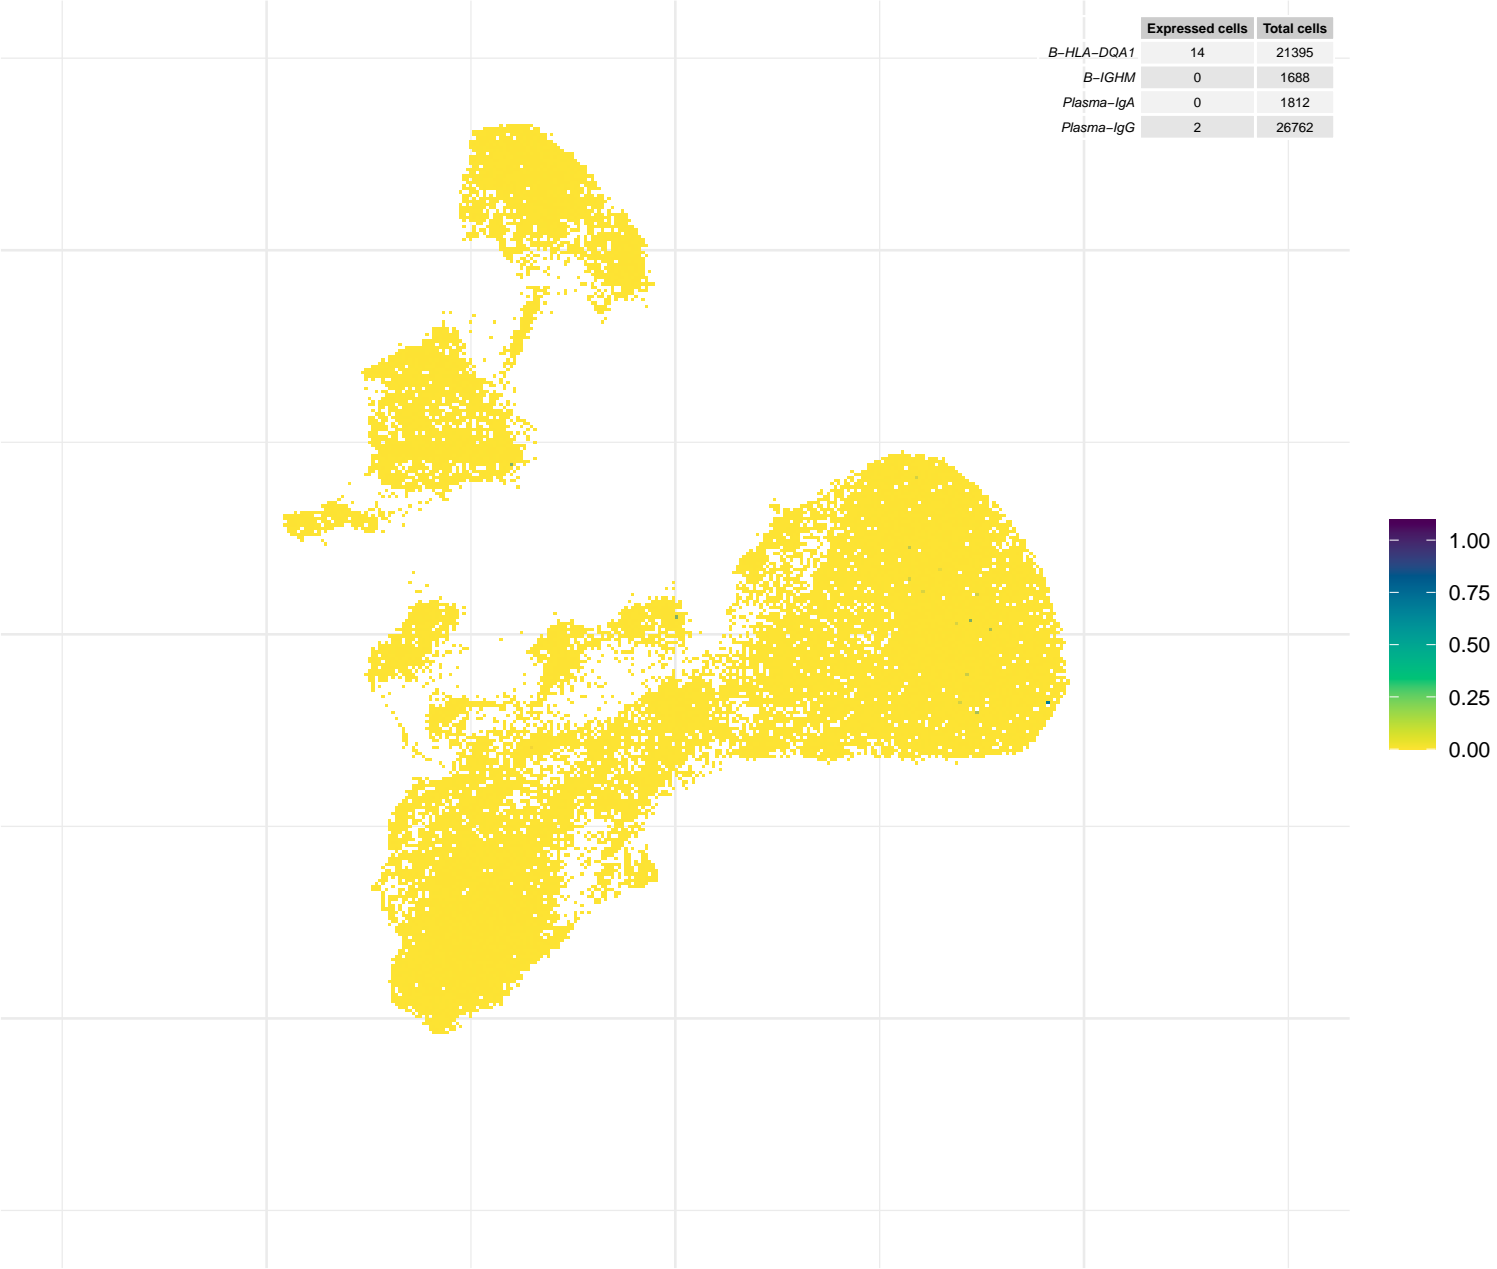 Expressed cells Total cells
B−HLA−DQA1 14 21395
B−IGHM 0 1688
Plasma−IgA 0 1812
Plasma−IgG 2 26762
1.00
0.75
0.50
0.25
0.00